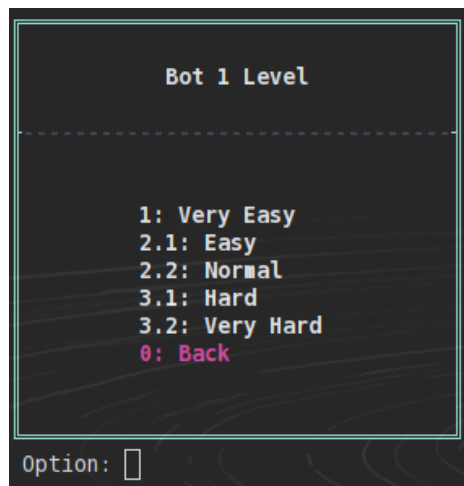 Bot 1 Level
1: Very Easy
2.1: Easy
2.2: Normal
3.1: Hard
3.2: Very Hard
0: Back
Option: